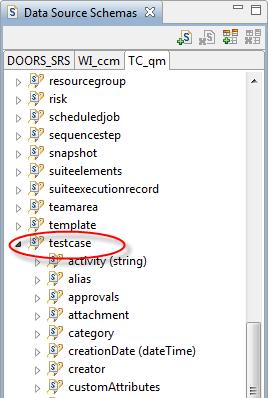 Data Source Schemas
DOORS_SRS WI_ccm TC_qm
resourcegroup
risk
scheduledjob
sequencestep
snapshot
suiteelements
suiteexecutionrecord
teamarea
template
testcase
activity (string)
alias
approvals
attachment
category
creationDate (dateTime)
creator
customAttributes